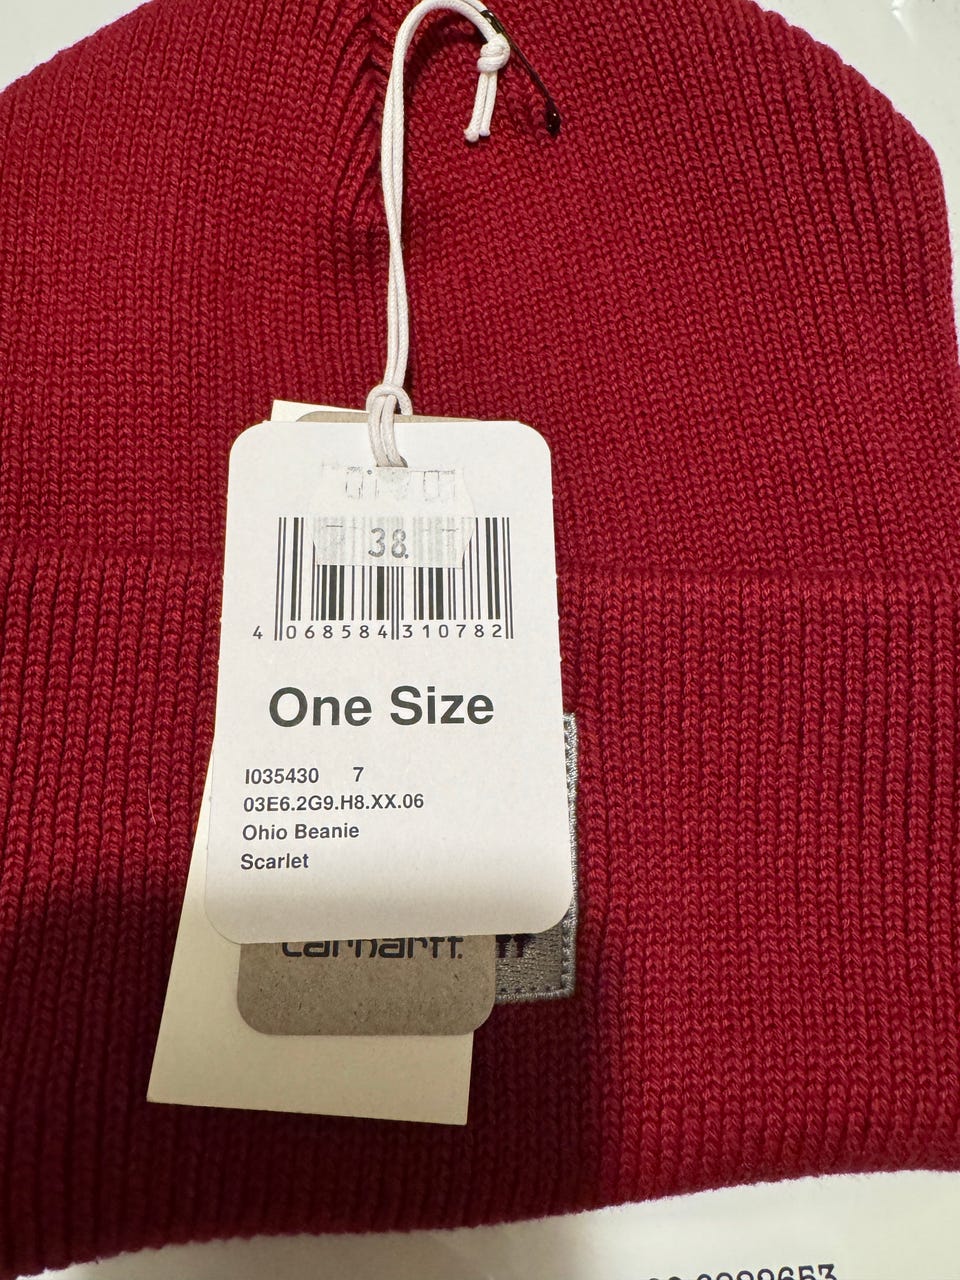 38.
4 068584 310782
One Size
I035430 7
03E6.2G9.H8.XX.06
Ohio Beanie
Scarlet
carhartt.